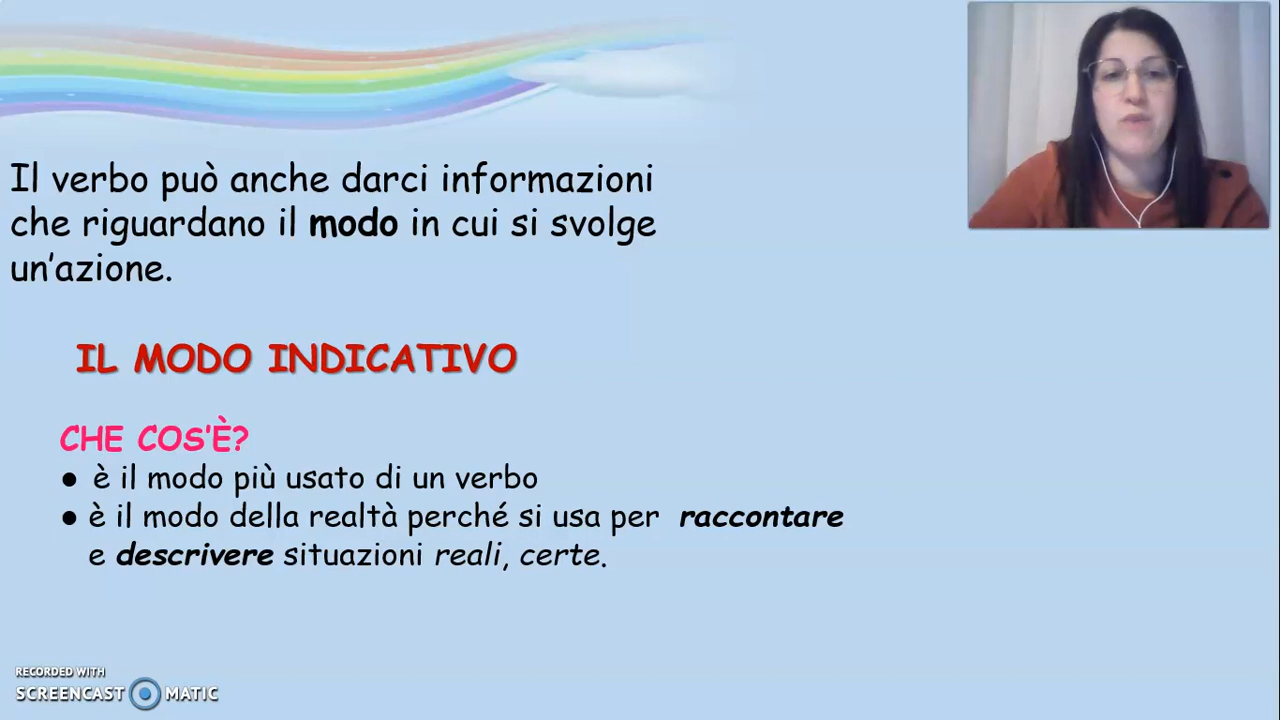 Il verbo può anche darci informazioni
che riguardano il modo in cui si svolge
un'azione.
IL MODO INDICATIVO
CHE COS'È?
● è il modo più usato di un verbo
● è il modo della realtà perché si usa per raccontare
e descrivere situazioni reali, certe.
RECORDED WITH
SCREENCAST MATIC